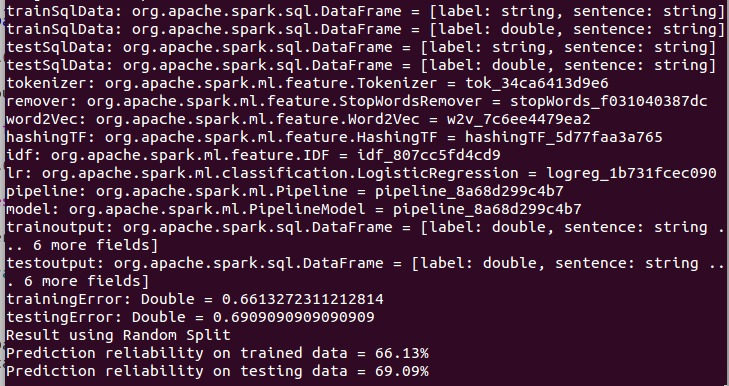 trainSqlData: org.apache.spark.sql.DataFrame = [label: string, sentence: string]
trainSqlData: org.apache.spark.sql.DataFrame = [label: double, sentence: string]
testSqlData: org.apache.spark.sql.DataFrame = [label: string, sentence: string]
testSqlData: org.apache.spark.sql.DataFrame = [label: double, sentence: string]
tokenizer: org.apache.spark.ml.feature.Tokenizer = tok_34ca6413d9e6
remover: org.apache.spark.ml.feature.StopWordsRemover = stopWords_f031040387dc
word2Vec: org.apache.spark.ml.feature.Word2Vec = w2v_7c6ee4479ea2
hashingTF: org.apache.spark.ml.feature.HashingTF = hashingTF_5d77faa3a765
idf: org.apache.spark.ml.feature.IDF = idf_807cc5fd4cd9
lr: org.apache.spark.ml.classification.LogisticRegression = logreg_1b731fcec090
pipeline: org.apache.spark.ml.Pipeline = pipeline_8a68d299c4b7
model: org.apache.spark.ml.PipelineModel = pipeline_8a68d299c4b7
trainoutput: org.apache.spark.sql.DataFrame = [label: double, sentence: string .
.. 6 more fields]
testoutput: org.apache.spark.sql.DataFrame = [label: double, sentence: string ..
. 6 more fields]
trainingError: Double = 0.6613272311212814
testingError: Double = 0.6909090909090909
Result using Random Split
Prediction reliability on trained data = 66.13%
Prediction reliability on testing data = 69.09%